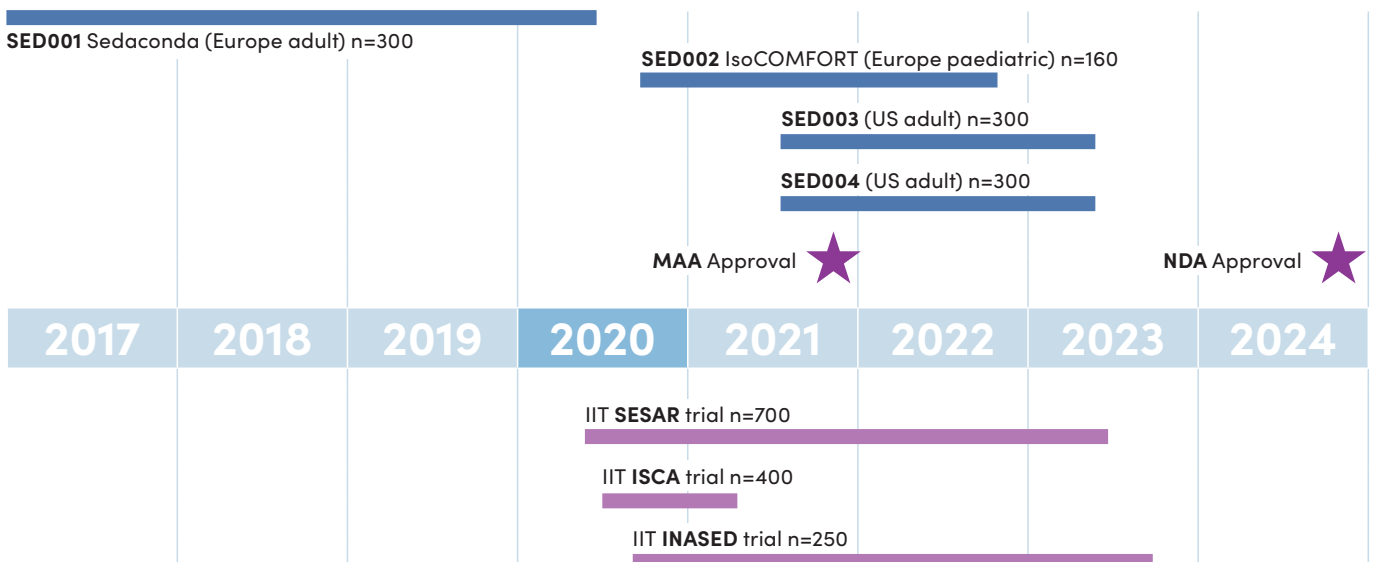 SED001 Sedaconda (Europe adult) n=300
SED002 IsoCOMFORT (Europe paediatric) n=160
SED003 (US adult) n=300
SED004 (US adult) n=300
MAA Approval
NDA Approval
2017 2018 2019 2020 2021 2022 2023 2024
IIT SESAR trial n=700
IIT ISCA trial n=400
IIT INASED trial n=250